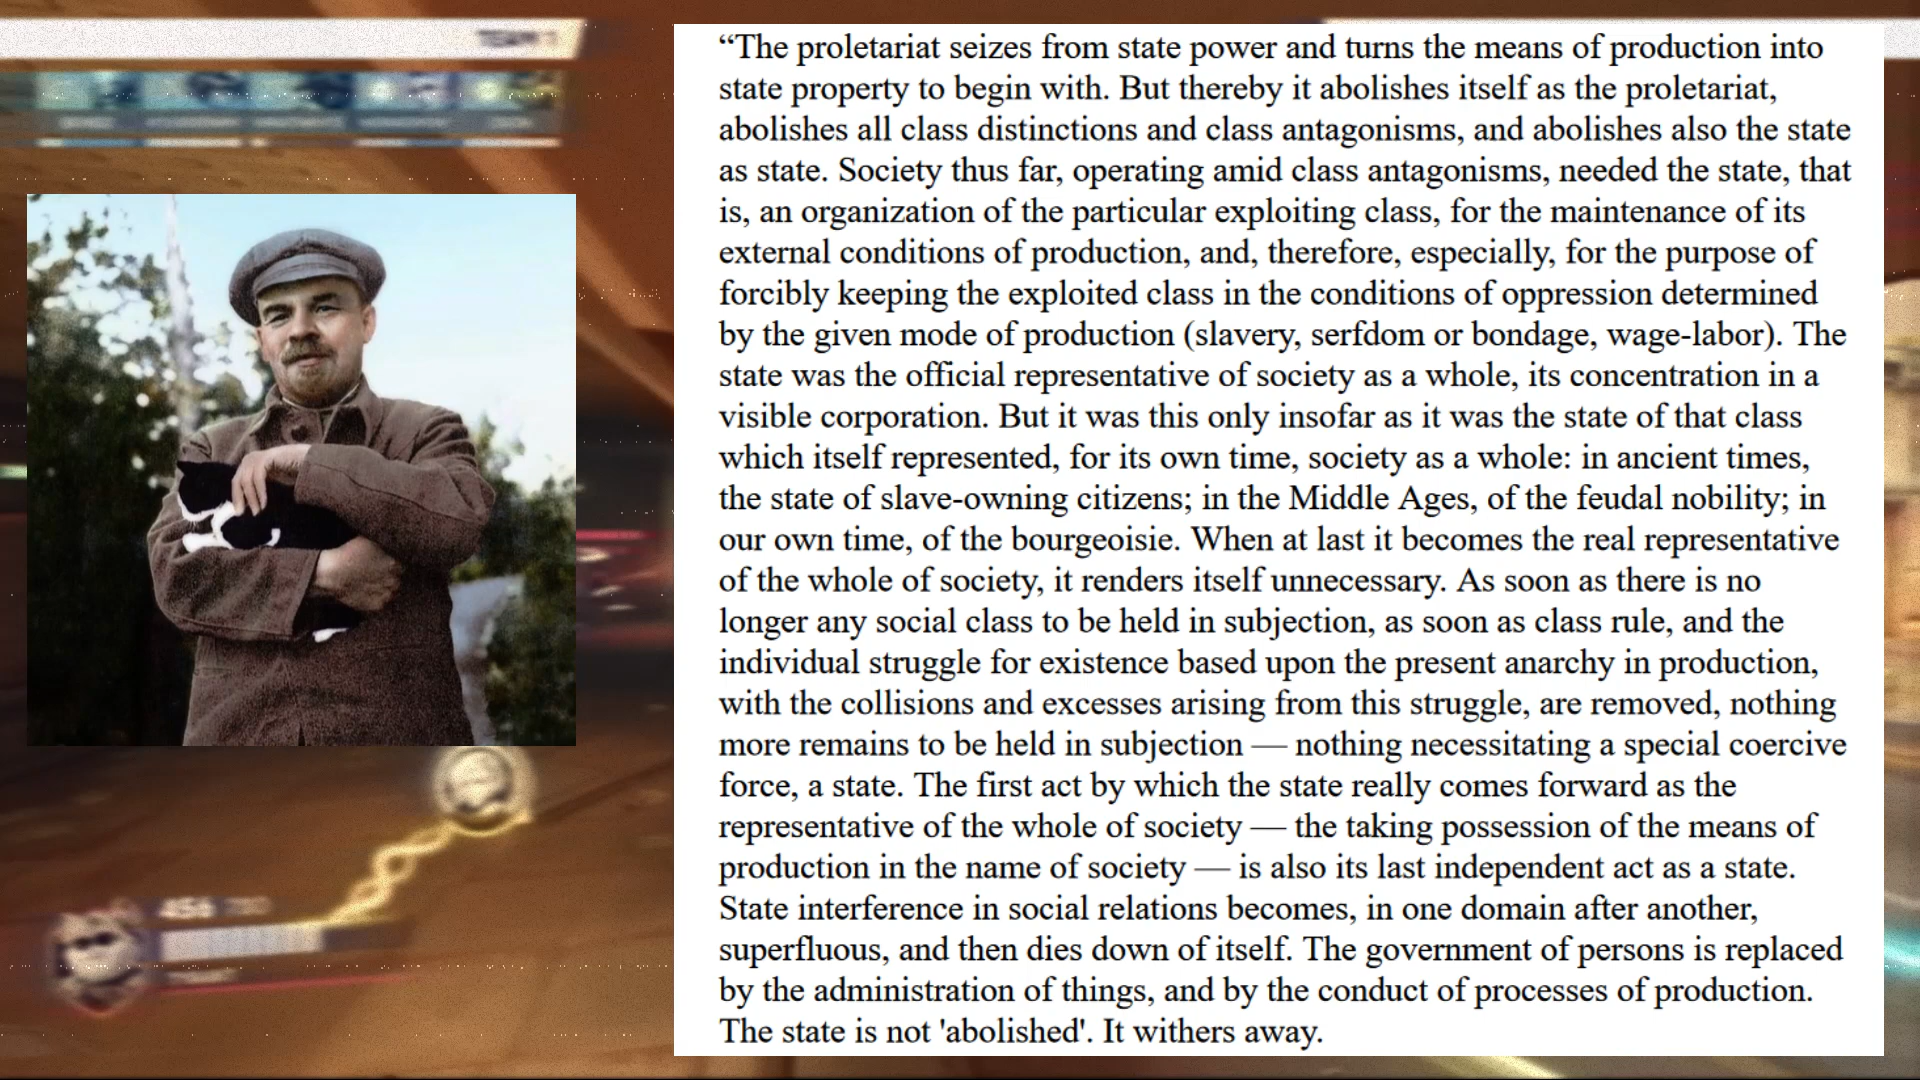 TEAM 1
“The proletariat seizes from state power and turns the means of production into
state property to begin with. But thereby it abolishes itself as the proletariat,
abolishes all class distinctions and class antagonisms, and abolishes also the state
as state. Society thus far, operating amid class antagonisms, needed the state, that
is, an organization of the particular exploiting class, for the maintenance of its
external conditions of production, and, therefore, especially, for the purpose of
forcibly keeping the exploited class in the conditions of oppression determined
by the given mode of production (slavery, serfdom or bondage, wage-labor). The
state was the official representative of society as a whole, its concentration in a
visible corporation. But it was this only insofar as it was the state of that class
which itself represented, for its own time, society as a whole: in ancient times,
the state of slave-owning citizens; in the Middle Ages, of the feudal nobility; in
our own time, of the bourgeoisie. When at last it becomes the real representative
of the whole of society, it renders itself unnecessary. As soon as there is no
longer any social class to be held in subjection, as soon as class rule, and the
individual struggle for existence based upon the present anarchy in production,
with the collisions and excesses arising from this struggle, are removed, nothing
more remains to be held in subjection — nothing necessitating a special coercive
force, a state. The first act by which the state really comes forward as the
representative of the whole of society — the taking possession of the means of
production in the name of society — is also its last independent act as a state.
State interference in social relations becomes, in one domain after another,
superfluous, and then dies down of itself. The government of persons is replaced
by the administration of things, and by the conduct of processes of production.
The state is not 'abolished'. It withers away.